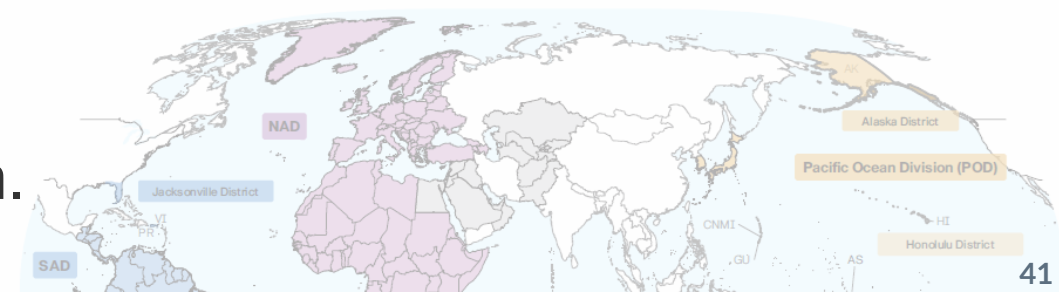 AK
Alaska District
NAD
Pacific Ocean Division (POD)
Jacksonville District
VI
PR
CNMI
HI
Honolulu District
GU
AS
SAD
41